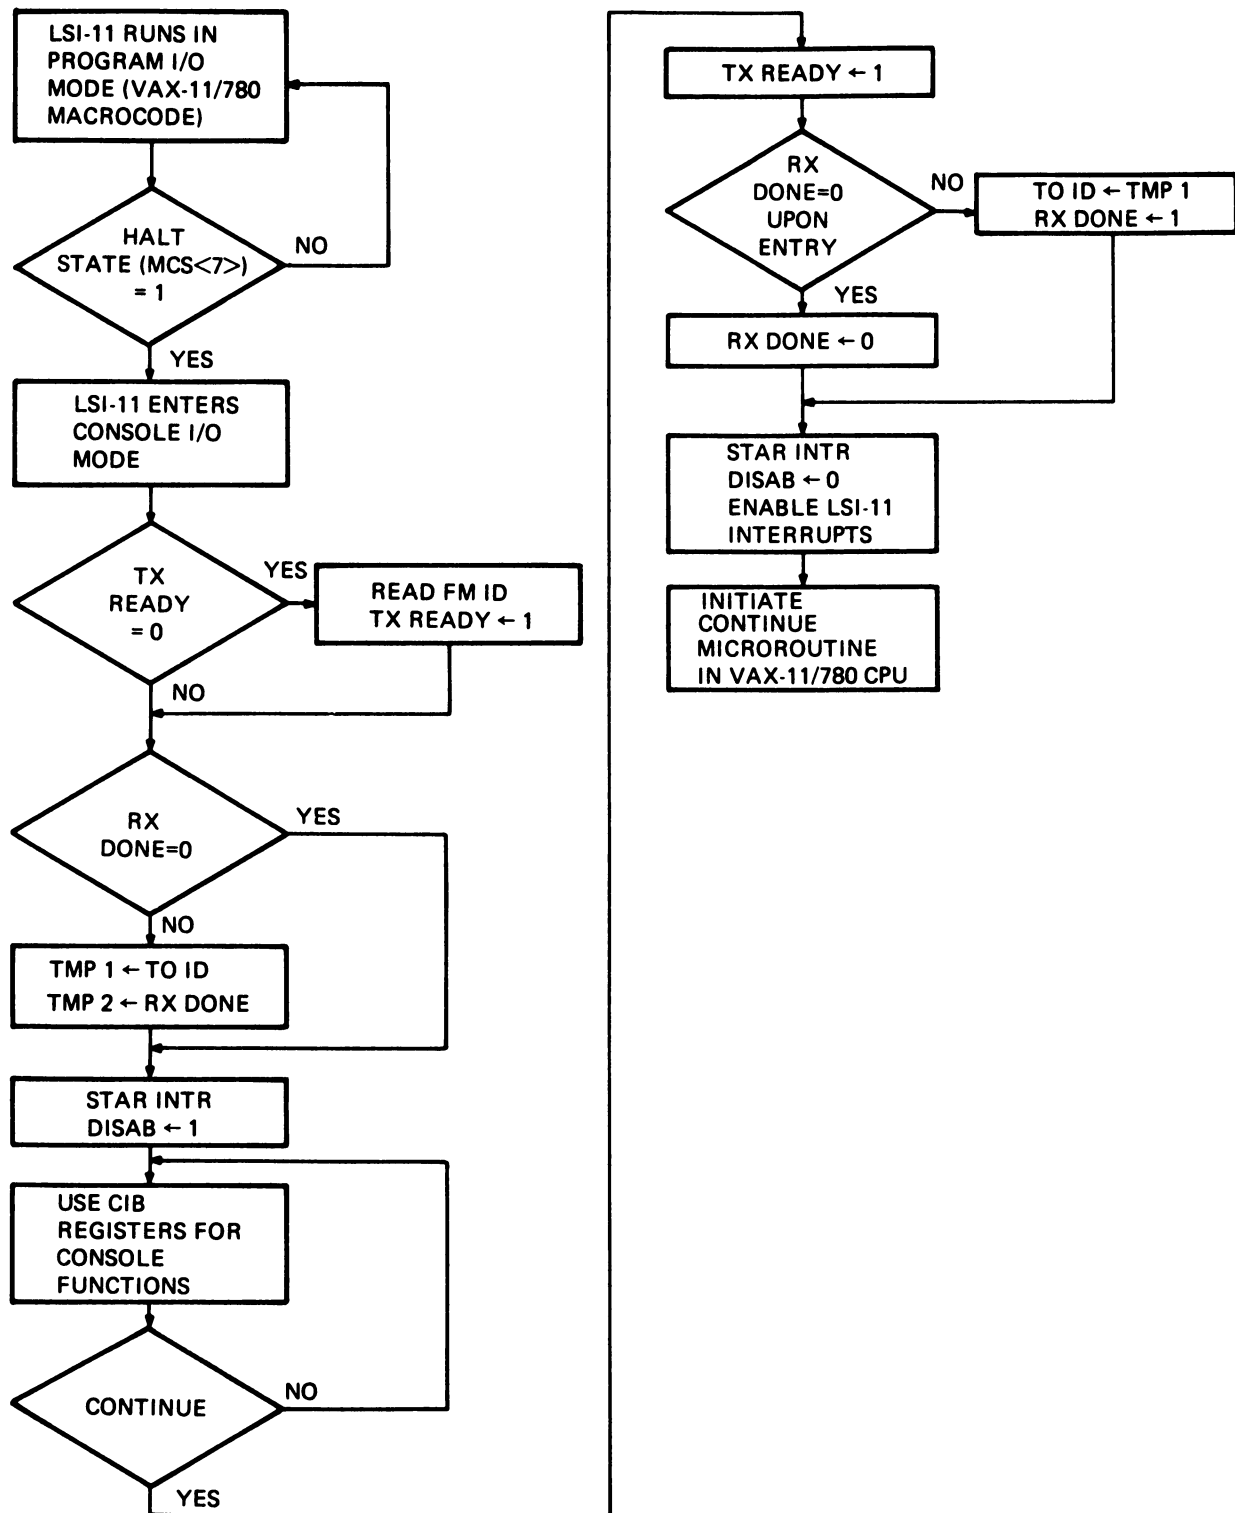 LSI-11 RUNS IN
PROGRAM I/O
MODE (VAX-11/780
MACROCODE)
HALT
STATE (MCS<7>)
= 1
NO
YES
LSI-11 ENTERS
CONSOLE I/O
MODE
TX
READY
= 0
YES
READ FM ID
TX READY ← 1
NO
RX
DONE=0
YES
NO
TMP 1 ← TO ID
TMP 2 ← RX DONE
STAR INTR
DISAB ← 1
USE CIB
REGISTERS FOR
CONSOLE
FUNCTIONS
CONTINUE
NO
YES
TX READY ← 1
RX
DONE=0
UPON
ENTRY
NO
TO ID ← TMP 1
RX DONE ← 1
YES
RX DONE ← 0
STAR INTR
DISAB ← 0
ENABLE LSI-11
INTERRUPTS
INITIATE
CONTINUE
MICROROUTINE
IN VAX-11/780 CPU